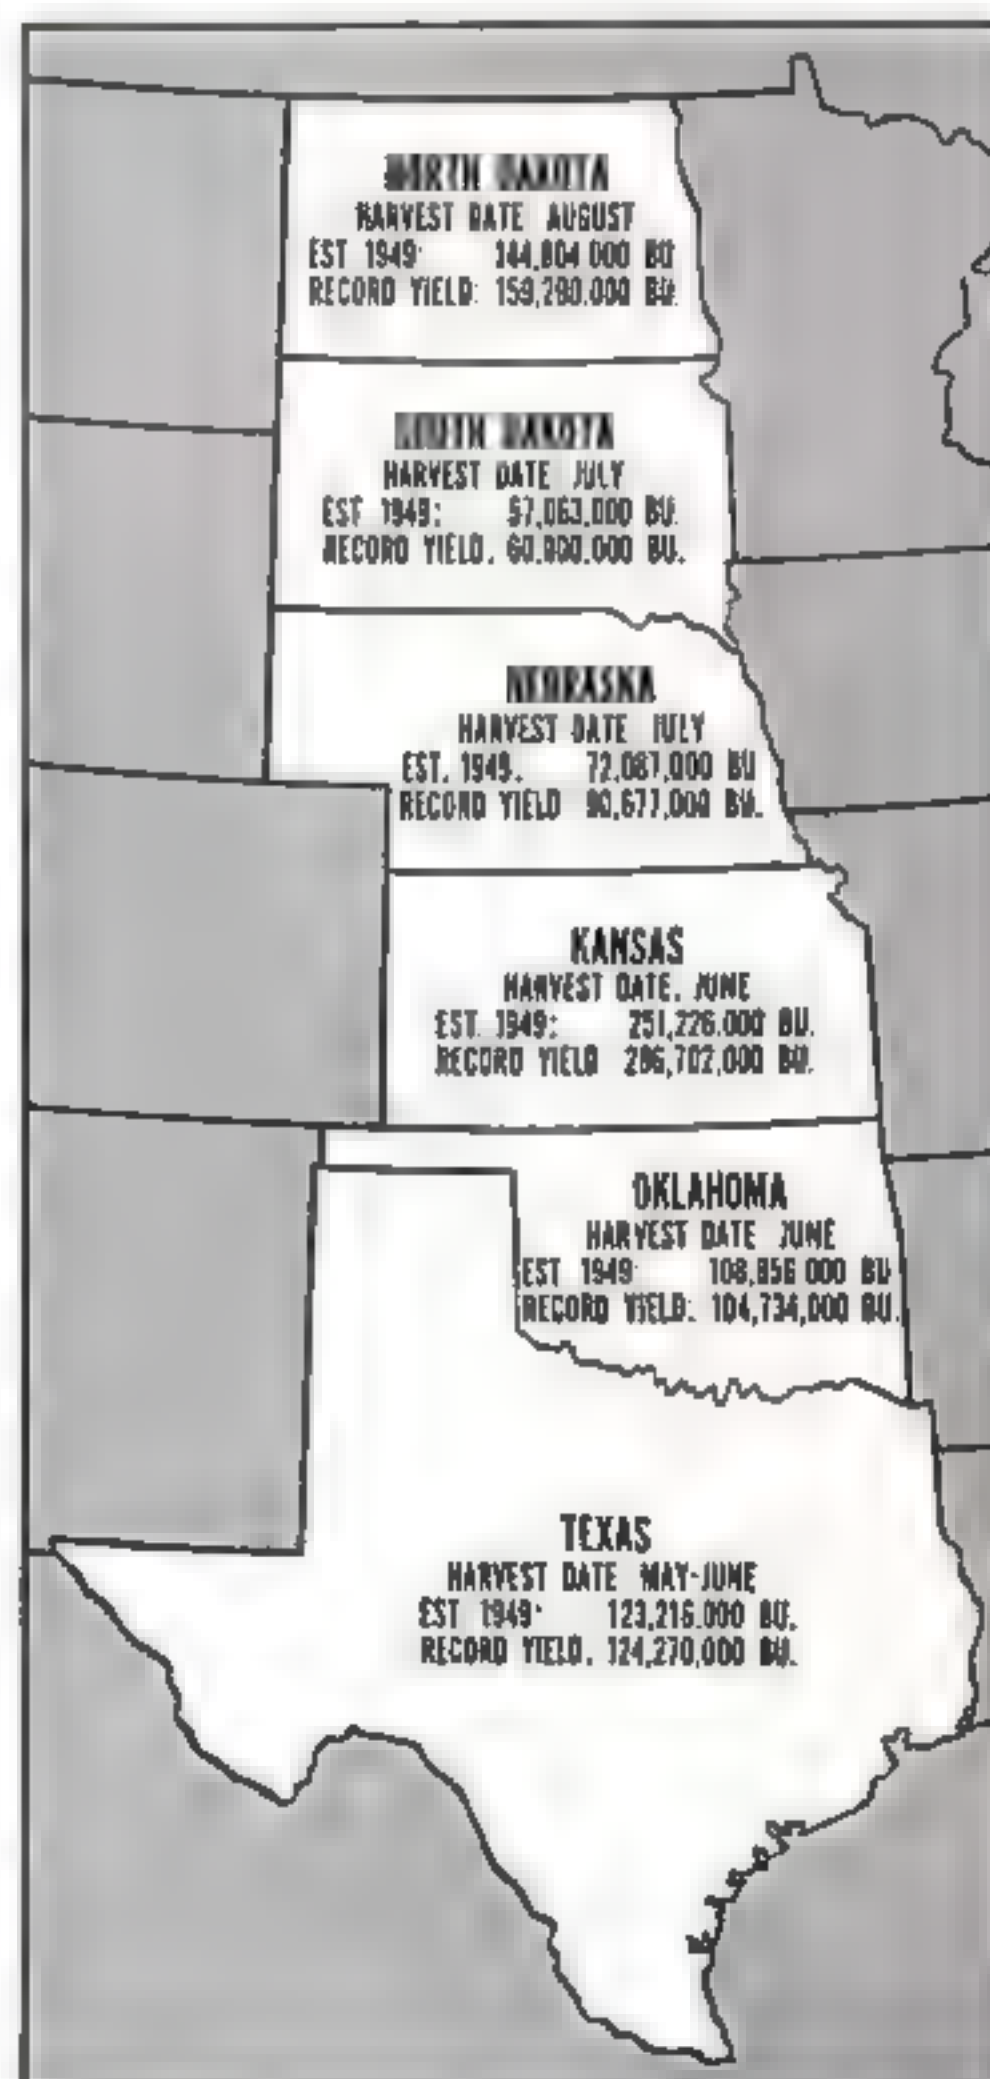 NORTH DAKOTA
HARVEST DATE AUGUST
EST 1949: 144,804 000 BU
RECORD YIELD: 159,280.000 BU.
SOUTH DAKOTA
HARVEST DATE JULY
EST 1949: 57,063,000 BU.
RECORD YIELD. BU.
NEBRASKA
HARVEST DATE JULY
EST. 1949. 72,087,000 BU
RECORD YIELD 90,677,000 BU.
KANSAS
HARVEST DATE. JUNE
EST. 1949: 251,226.000 BU.
RECORD YIELD 286,702,000 BU.
OKLAHOMA
HARVEST DATE JUNE
EST 1949: 108,856 000 BU
RECORD YIELD: 104,734,000 BU.
TEXAS
HARVEST DATE MAY-JUNE
EST 1949: 123,216.000 BU.
RECORD YIELD. 124,270,000 BU.